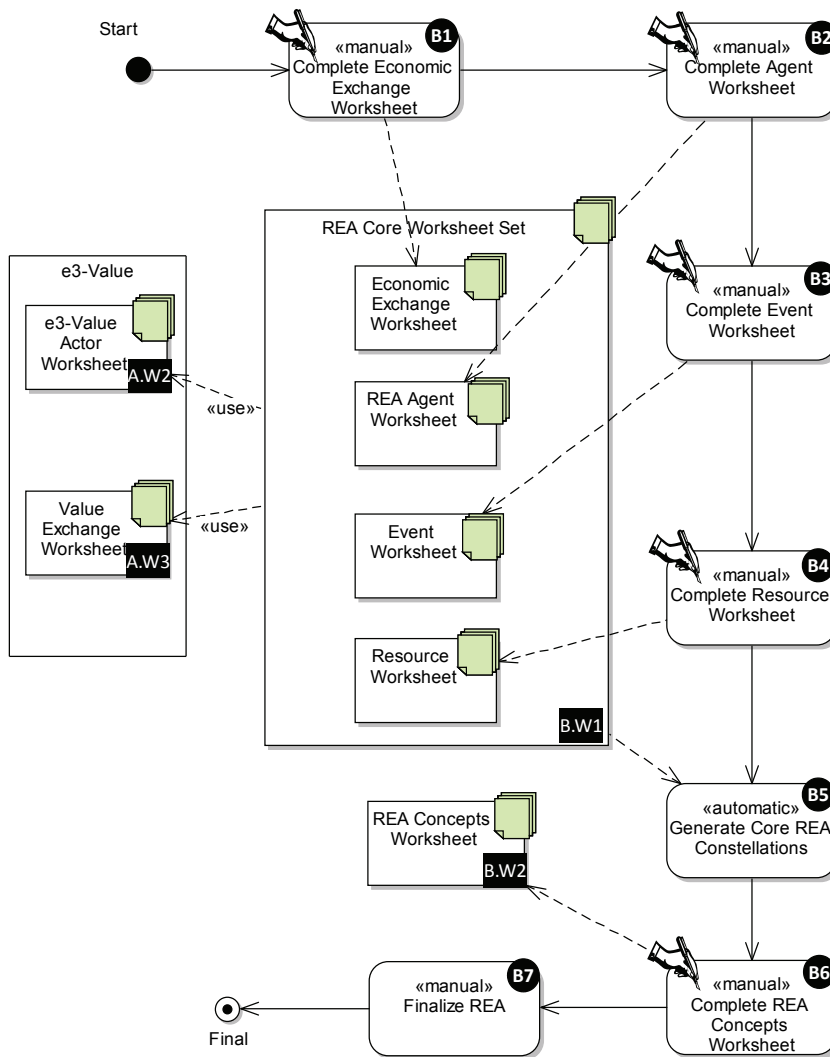 Start
B1
«manual»
Complete Economic
Exchange
Worksheet
B2
«manual»
Complete Agent
Worksheet
REA Core Worksheet Set
e3-Value
e3-Value
Actor
Worksheet
A.W2
«use»
Value
Exchange
Worksheet
A.W3
«use»
Economic
Exchange
Worksheet
REA Agent
Worksheet
Event
Worksheet
Resource
Worksheet
B.W1
B3
«manual»
Complete Event
Worksheet
B4
«manual»
Complete Resource
Worksheet
B5
«automatic»
Generate Core REA
Constellations
REA Concepts
Worksheet
B.W2
B6
«manual»
Complete REA
Concepts
Worksheet
B7
«manual»
Finalize REA
Final